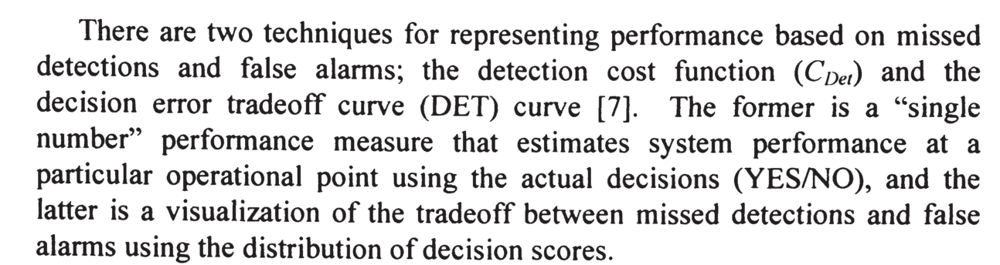 There are two techniques for representing performance based on missed
detections and false alarms; the detection cost function (CDet) and the
decision error tradeoff curve (DET) curve [7]. The former is a “single
number” performance measure that estimates system performance at a
particular operational point using the actual decisions (YES/NO), and the
latter is a visualization of the tradeoff between missed detections and false
alarms using the distribution of decision scores.